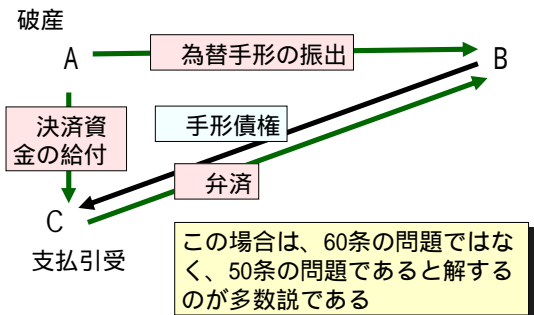 破産
A
為替手形の振出
B
決済資
金の給付
手形債権
弁済
C
支払引受
この場合は、60条の問題ではな
く、50条の問題であると解する
のが多数説である